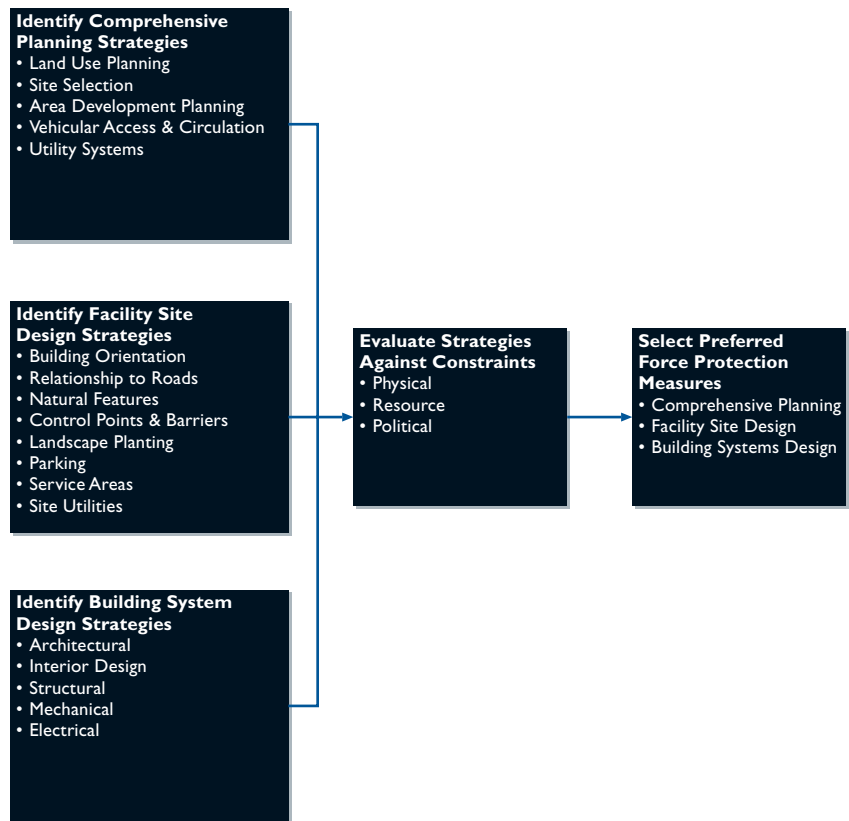 Identify Comprehensive
Planning Strategies
• Land Use Planning
• Site Selection
• Area Development Planning
• Vehicular Access & Circulation
• Utility Systems
Identify Facility Site
Design Strategies
• Building Orientation
• Relationship to Roads
• Natural Features
• Control Points & Barriers
• Landscape Planting
• Parking
• Service Areas
• Site Utilities
Identify Building System
Design Strategies
• Architectural
• Interior Design
• Structural
• Mechanical
• Electrical
Evaluate Strategies
Against Constraints
• Physical
• Resource
• Political
Select Preferred
Force Protection
Measures
• Comprehensive Planning
• Facility Site Design
• Building Systems Design